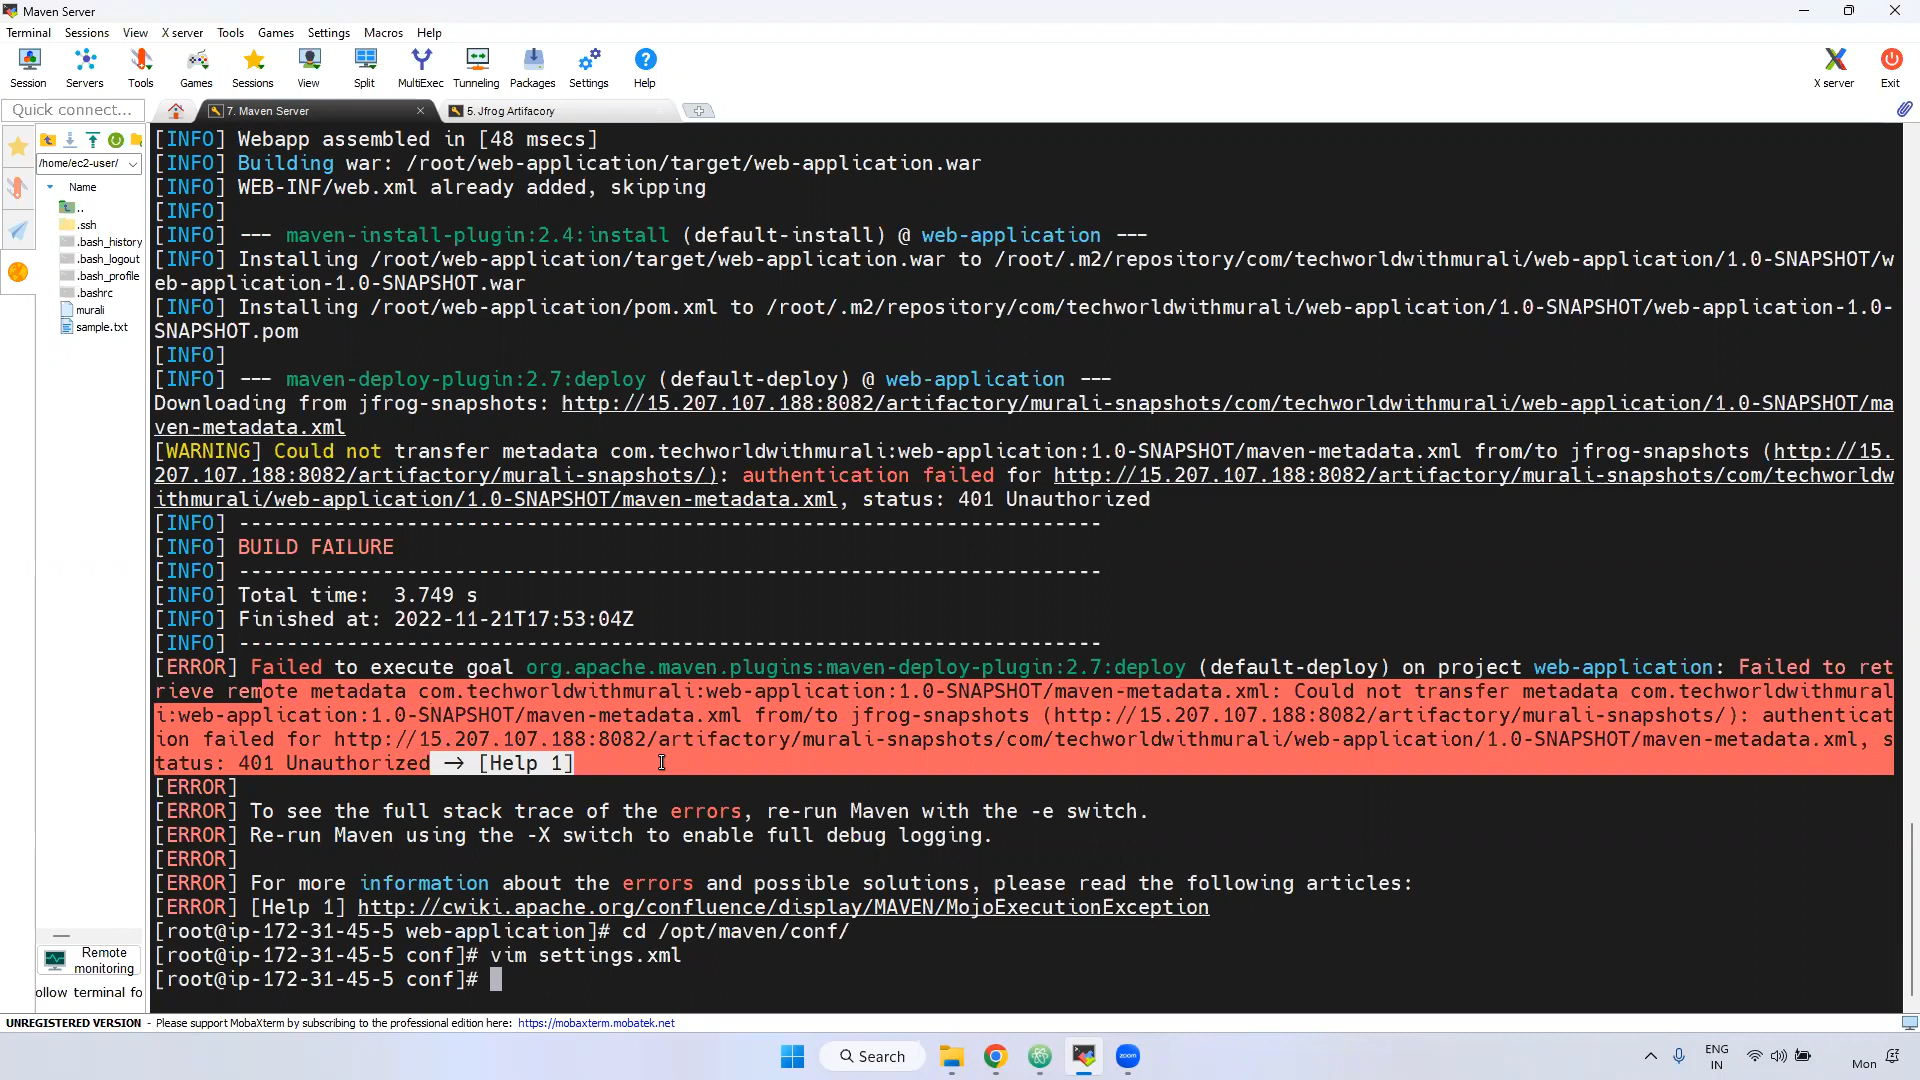 Maven Server
Terminal Sessions View X server Tools Games Settings Macros Help
Session Servers Tools Games Sessions View Split MultiExec Tunneling Packages Settings Help X server Exit
Quick connect... 7. Maven Server 5. Jfrog Artifacory
/home/ec2-user/
Name
..
.ssh
.bash_history
.bash_logout
.bash_profile
.bashrc
murali
sample.txt
Remote monitoring
ollow terminal fo
[INFO] Webapp assembled in [48 msecs]
[INFO] Building war: /root/web-application/target/web-application.war
[INFO] WEB-INF/web.xml already added, skipping
[INFO]
[INFO] --- maven-install-plugin:2.4:install (default-install) @ web-application ---
[INFO] Installing /root/web-application/target/web-application.war to /root/.m2/repository/com/techworldwithmurali/web-application/1.0-SNAPSHOT/w
eb-application-1.0-SNAPSHOT.war
[INFO] Installing /root/web-application/pom.xml to /root/.m2/repository/com/techworldwithmurali/web-application/1.0-SNAPSHOT/web-application-1.0-
SNAPSHOT.pom
[INFO]
[INFO] --- maven-deploy-plugin:2.7:deploy (default-deploy) @ web-application ---
Downloading from jfrog-snapshots: http://15.207.107.188:8082/artifactory/murali-snapshots/com/techworldwithmurali/web-application/1.0-SNAPSHOT/ma
ven-metadata.xml
[WARNING] Could not transfer metadata com.techworldwithmurali:web-application:1.0-SNAPSHOT/maven-metadata.xml from/to jfrog-snapshots (http://15.
207.107.188:8082/artifactory/murali-snapshots/): authentication failed for http://15.207.107.188:8082/artifactory/murali-snapshots/com/techworldw
ithmurali/web-application/1.0-SNAPSHOT/maven-metadata.xml, status: 401 Unauthorized
[INFO] ------------------------------------------------------------------------
[INFO] BUILD FAILURE
[INFO] ------------------------------------------------------------------------
[INFO] Total time:  3.749 s
[INFO] Finished at: 2022-11-21T17:53:04Z
[INFO] ------------------------------------------------------------------------
[ERROR] Failed to execute goal org.apache.maven.plugins:maven-deploy-plugin:2.7:deploy (default-deploy) on project web-application: Failed to ret
rieve remote metadata com.techworldwithmurali:web-application:1.0-SNAPSHOT/maven-metadata.xml: Could not transfer metadata com.techworldwithmural
i:web-application:1.0-SNAPSHOT/maven-metadata.xml from/to jfrog-snapshots (http://15.207.107.188:8082/artifactory/murali-snapshots/): authenticat
ion failed for http://15.207.107.188:8082/artifactory/murali-snapshots/com/techworldwithmurali/web-application/1.0-SNAPSHOT/maven-metadata.xml, s
tatus: 401 Unauthorized → [Help 1]
[ERROR]
[ERROR] To see the full stack trace of the errors, re-run Maven with the -e switch.
[ERROR] Re-run Maven using the -X switch to enable full debug logging.
[ERROR]
[ERROR] For more information about the errors and possible solutions, please read the following articles:
[ERROR] [Help 1] http://cwiki.apache.org/confluence/display/MAVEN/MojoExecutionException
[root@ip-172-31-45-5 web-application]# cd /opt/maven/conf/
[root@ip-172-31-45-5 conf]# vim settings.xml
[root@ip-172-31-45-5 conf]#
UNREGISTERED VERSION - Please support MobaXterm by subscribing to the professional edition here: https://mobaxterm.mobatek.net
Search
zoom
ENG
IN
Mon